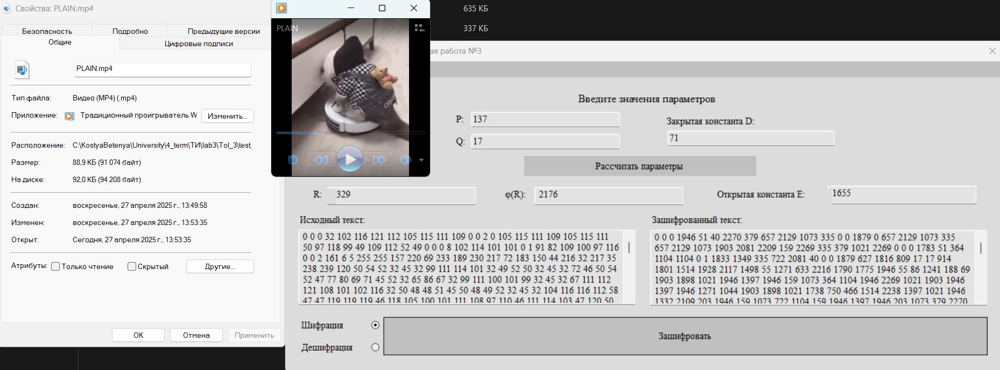 Свойства: PLAIN.mp4
Безопасность Подробно Предыдущие версии
Общие Цифровые подписи
PLAIN.mp4
Тип файла: Видео (MP4) (.mp4)
Приложение: Традиционный проигрыватель W Изменить...
Расположение: C:\KostyaBetenya\University\4_term\ТИ\lab3\Tol_3\test_
Размер: 88,9 КБ (91 074 байт)
На диске: 92,0 КБ (94 208 байт)
Создан: воскресенье, 27 апреля 2025 г., 13:49:58
Изменен: воскресенье, 27 апреля 2025 г., 13:53:35
Открыт: Сегодня, 27 апреля 2025 г., 13:53:35
Атрибуты: Только чтение Скрытый Другие...
ОК Отмена Применить
PLAIN
635 КБ
337 КБ
ая работа №3
Введите значения параметров
P: 137
Q: 17
Закрытая константа D:
71
Рассчитать параметры
R: 329 φ(R): 2176 Открытая константа E: 1655
Исходный текст:
0 0 0 32 102 116 121 112 105 115 111 109 0 0 2 0 105 115 111 109 105 115 111
50 97 118 99 49 109 112 52 49 0 0 0 8 102 114 101 101 0 1 91 82 109 100 97 116
0 0 2 161 6 5 255 255 157 220 69 233 189 230 217 72 183 150 44 216 32 217 35
238 239 120 50 54 52 32 45 32 99 111 114 101 32 49 52 50 32 45 32 72 46 50 54
52 47 77 80 69 71 45 52 32 65 86 67 32 99 111 100 101 99 32 45 32 67 111 112
121 108 101 102 116 32 50 48 48 51 45 50 48 49 52 32 45 32 104 116 116 112 58
47 47 119 119 119 46 118 105 100 101 111 108 97 110 46 111 114 103 47 120 50
Зашифрованный текст:
0 0 0 1946 51 40 2270 379 657 2129 1073 335 0 0 1879 0 657 2129 1073 335
657 2129 1073 1903 2081 2209 159 2269 335 379 1021 2269 0 0 0 1783 51 364
1104 1104 0 1 1833 1349 335 722 2081 40 0 0 1879 627 1816 809 17 17 914
1801 1514 1928 2117 1498 55 1271 633 2216 1790 1775 1946 55 86 1241 188 69
1903 1898 1021 1946 1397 1946 159 1073 364 1104 1946 2269 1021 1903 1946
1397 1946 1271 1044 1903 1898 1021 1738 750 466 1514 2238 1397 1021 1946
1332 2109 203 1946 159 1073 722 1104 159 1946 1397 1946 203 1073 379 2270
Шифрация
Дешифрация
Зашифровать